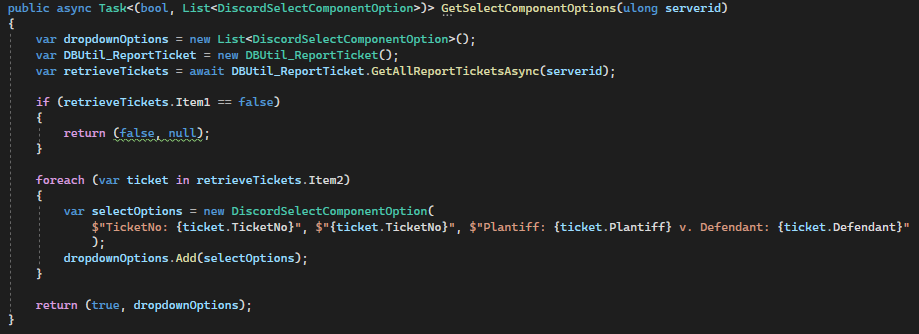 public async Task<(bool, List<DiscordSelectComponentOption>)> GetSelectComponentOptions(ulong serverid)
{
var dropdownOptions = new List<DiscordSelectComponentOption>();
var DBUtil_ReportTicket = new DBUtil_ReportTicket();
var retrieveTickets = await DBUtil_ReportTicket.GetAllReportTicketsAsync(serverid);
if (retrieveTickets.Item1 == false)
{
return (false, null);
}
foreach (var ticket in retrieveTickets.Item2)
{
var selectOptions = new DiscordSelectComponentOption(
$"TicketNo: {ticket.TicketNo}", $"{ticket.TicketNo}", $"Plantiff: {ticket.Plantiff} v. Defendant: {ticket.Defendant}"
);
dropdownOptions.Add(selectOptions);
}
return (true, dropdownOptions);
}